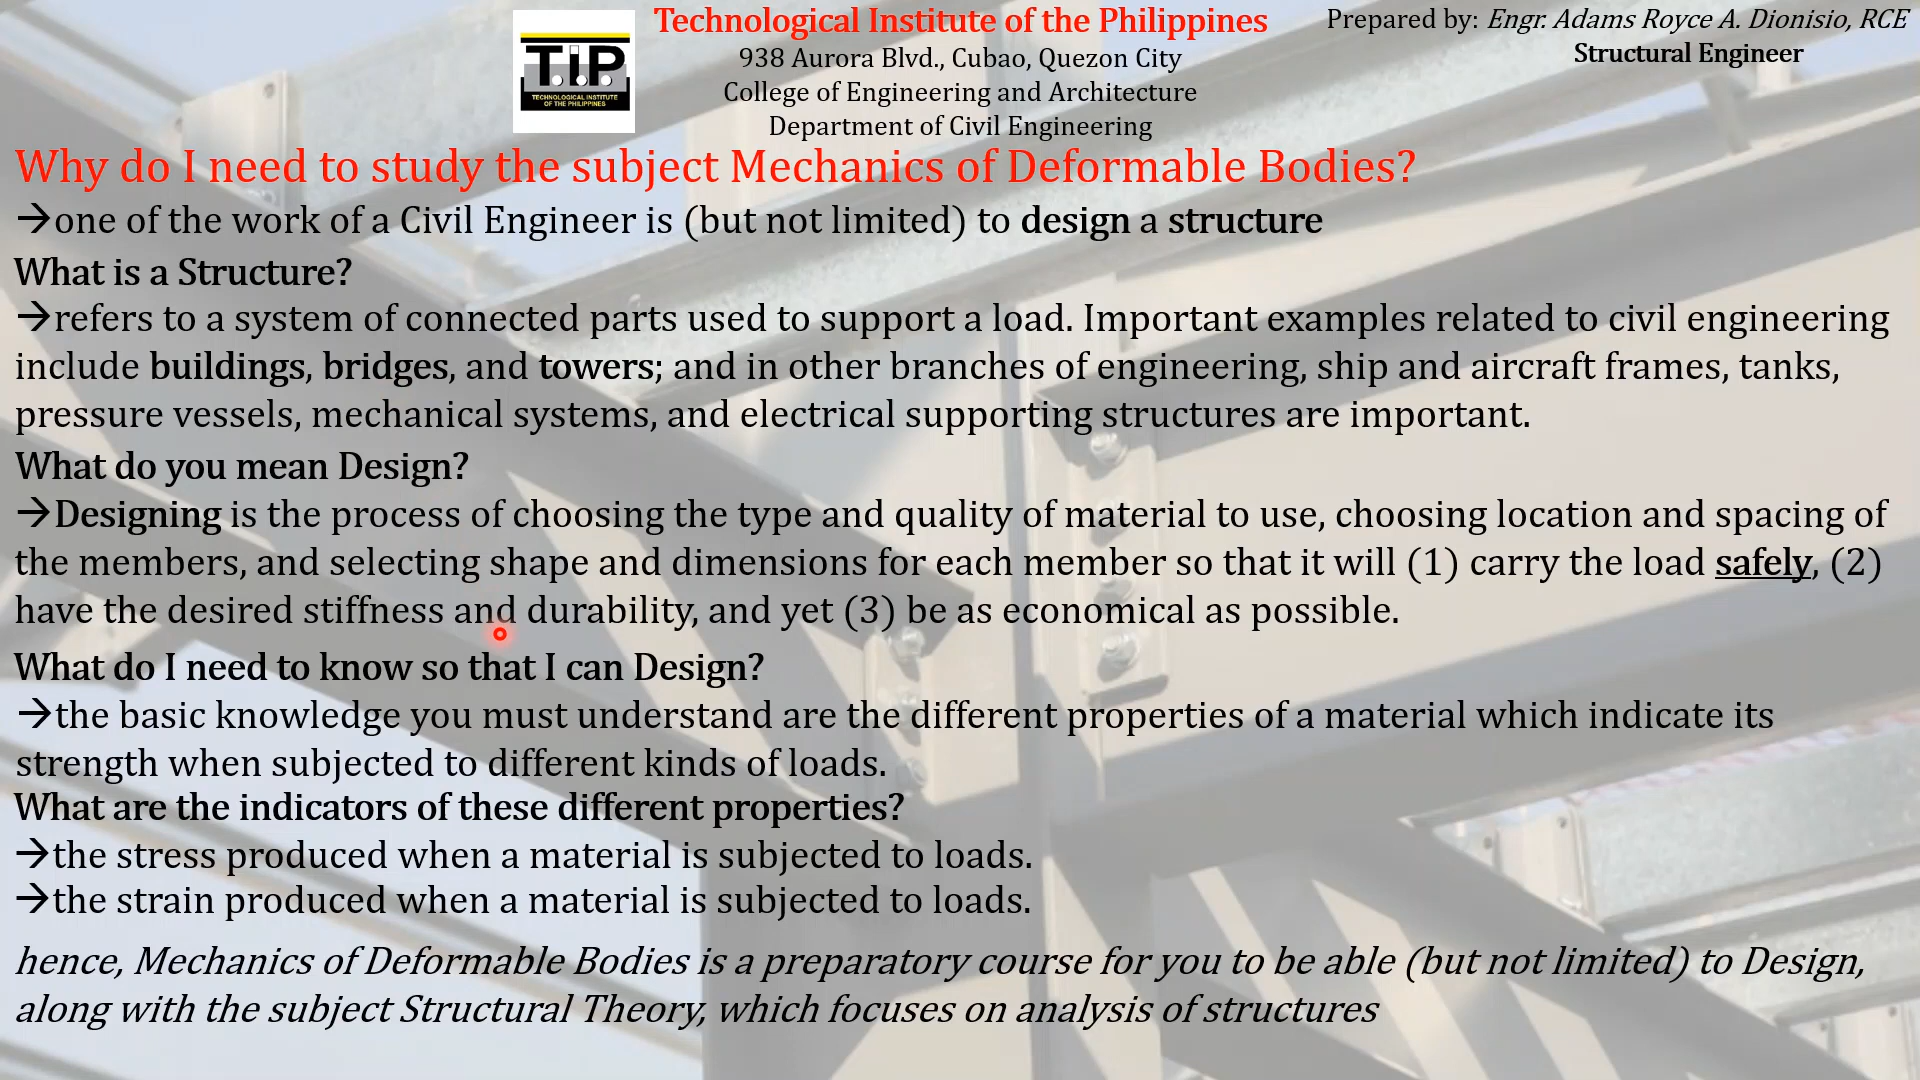 T.I.P
TECHNOLOGICAL INSTITUTE
OF THE PHILIPPINES
Technological Institute of the Philippines
938 Aurora Blvd., Cubao, Quezon City
College of Engineering and Architecture
Department of Civil Engineering
Prepared by: Engr. Adams Royce A. Dionisio, RCE
Structural Engineer
Why do I need to study the subject Mechanics of Deformable Bodies?
→one of the work of a Civil Engineer is (but not limited) to design a structure
What is a Structure?
→refers to a system of connected parts used to support a load. Important examples related to civil engineering
include buildings, bridges, and towers; and in other branches of engineering, ship and aircraft frames, tanks,
pressure vessels, mechanical systems, and electrical supporting structures are important.
What do you mean Design?
→Designing is the process of choosing the type and quality of material to use, choosing location and spacing of
the members, and selecting shape and dimensions for each member so that it will (1) carry the load safely, (2)
have the desired stiffness and durability, and yet (3) be as economical as possible.
What do I need to know so that I can Design?
→the basic knowledge you must understand are the different properties of a material which indicate its
strength when subjected to different kinds of loads.
What are the indicators of these different properties?
→the stress produced when a material is subjected to loads.
→the strain produced when a material is subjected to loads.
hence, Mechanics of Deformable Bodies is a preparatory course for you to be able (but not limited) to Design,
along with the subject Structural Theory, which focuses on analysis of structures